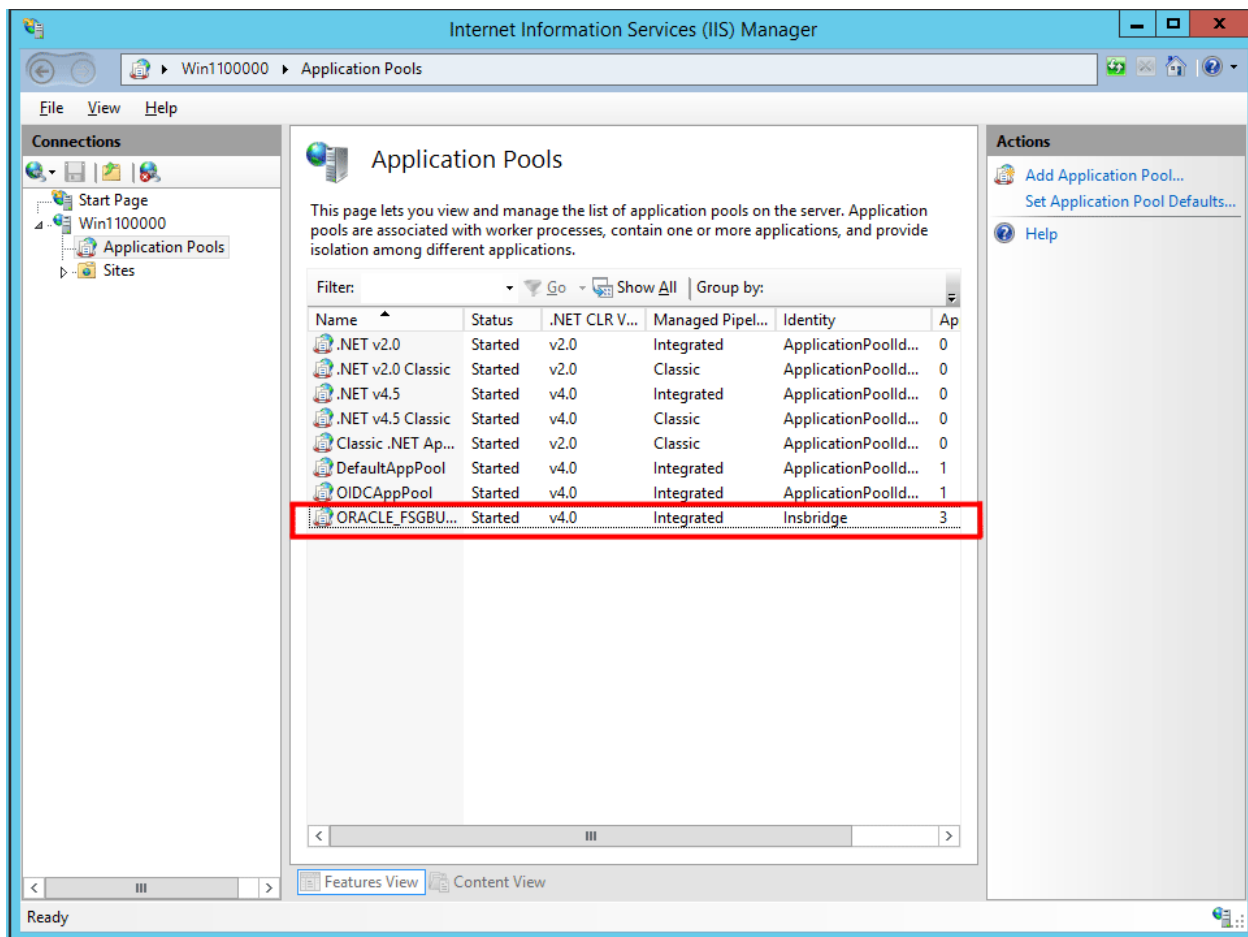 Internet Information Services (IIS) Manager
Win1100000 Application Pools
File View Help
Connections
Start Page
Win1100000
Application Pools
Sites
Application Pools
This page lets you view and manage the list of application pools on the server. Application
pools are associated with worker processes, contain one or more applications, and provide
isolation among different applications.
Filter: Go Show All Group by:
Name Status .NET CLR V... Managed Pipel... Identity Ap
.NET v2.0 Started v2.0 Integrated ApplicationPoolId... 0
.NET v2.0 Classic Started v2.0 Classic ApplicationPoolId... 0
.NET v4.5 Started v4.0 Integrated ApplicationPoolId... 0
.NET v4.5 Classic Started v4.0 Classic ApplicationPoolId... 0
Classic .NET Ap... Started v2.0 Classic ApplicationPoolId... 0
DefaultAppPool Started v4.0 Integrated ApplicationPoolId... 1
OIDCAppPool Started v4.0 Integrated ApplicationPoolId... 1
ORACLE_FSGBU... Started v4.0 Integrated Insbridge 3
Features View Content View
Actions
Add Application Pool...
Set Application Pool Defaults...
Help
Ready